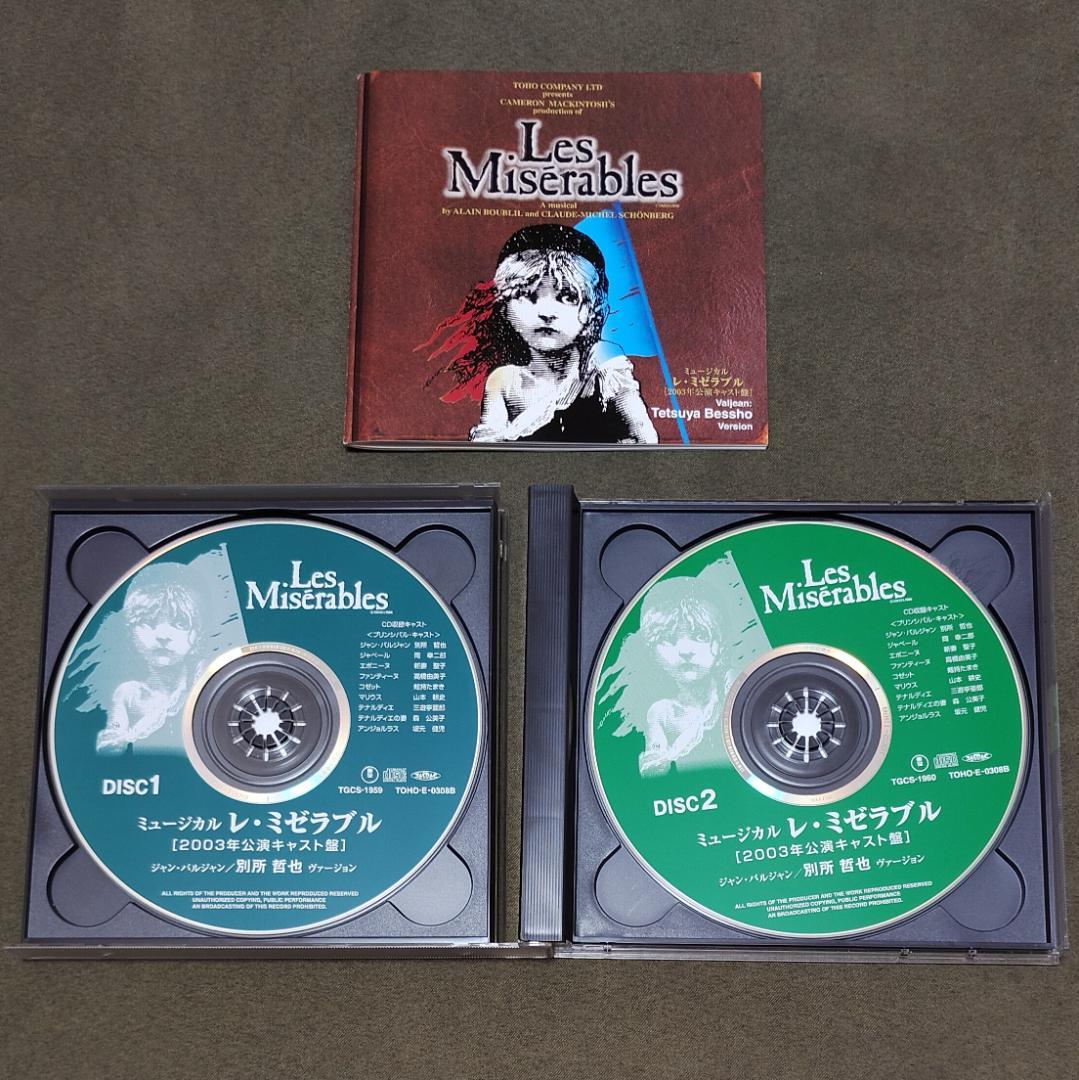 TOHO COMPANY LTD
presents
CAMERON MACKINTOSH'S
production of
Les
Misérables
A musical
by ALAIN BOUBLIL and CLAUDE-MICHEL SCHÖNBERG
ミュージカル
レ・ミゼラブル
[2003年公演キャスト盤]
Valjean:
Tetsuya Bessho
Version
Les
Misérables
CD収録キャスト
<プリンシパル・キャスト>
ジャン・バルジャン 別所 哲也
ジャベール 岡 幸二郎
エポニーヌ 新妻 聖子
ファンティーヌ 高橋由美子
コゼット 剱持たまき
マリウス 山本 耕史
テナルディエ 三遊亭亜郎
テナルディエの妻 森 公美子
アンジョルラス 坂元 健児
DISC1
TGCS-1959 TOHO-E-0308B
ミュージカル レ・ミゼラブル
[2003年公演キャスト盤]
ジャン・バルジャン/別所 哲也 ヴァージョン
ALL RIGHTS OF THE PRODUCER AND THE WORK REPRODUCED RESERVED
UNAUTHORIZED COPYING, PUBLIC PERFORMANCE
AN BROADCASTING OF THIS RECORD PROHIBITED.
Les
Misérables
CD収録キャスト
<プリンシパル・キャスト>
ジャン・バルジャン 別所 哲也
ジャベール 岡 幸二郎
エポニーヌ 新妻 聖子
ファンティーヌ 高橋由美子
コゼット 剱持たまき
マリウス 山本 耕史
テナルディエ 三遊亭亜郎
テナルディエの妻 森 公美子
アンジョルラス 坂元 健児
DISC2
TGCS-1960 TOHO-E-0308B
ミュージカル レ・ミゼラブル
[2003年公演キャスト盤]
ジャン・バルジャン/別所 哲也 ヴァージョン
ALL RIGHTS OF THE PRODUCER AND THE WORK REPRODUCED RESERVED
UNAUTHORIZED COPYING, PUBLIC PERFORMANCE
AN BROADCASTING OF THIS RECORD PROHIBITED.